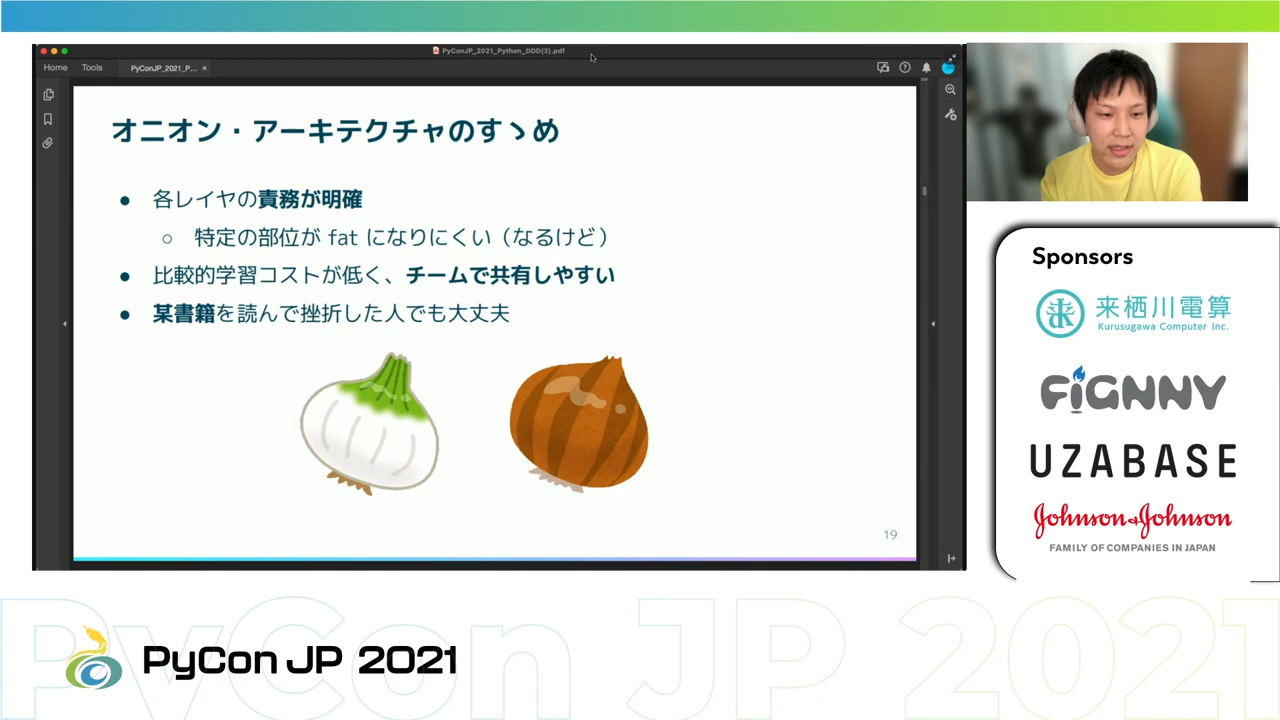 PyConJP_2021_Python_DDD(3).pdf
Home Tools PyConJP_2021_P... ×
オニオン・アーキテクチャのすゝめ
● 各レイヤの責務が明確
○ 特定の部位が fat になりにくい（なるけど）
● 比較的学習コストが低く、チームで共有しやすい
● 某書籍を読んで挫折した人でも大丈夫
19
Sponsors
来栖川電算
Kurusugawa Computer Inc.
FiGNNY
UZABASE
Johnson & Johnson
FAMILY OF COMPANIES IN JAPAN
PyCon JP 2021
PyCon JP 2021